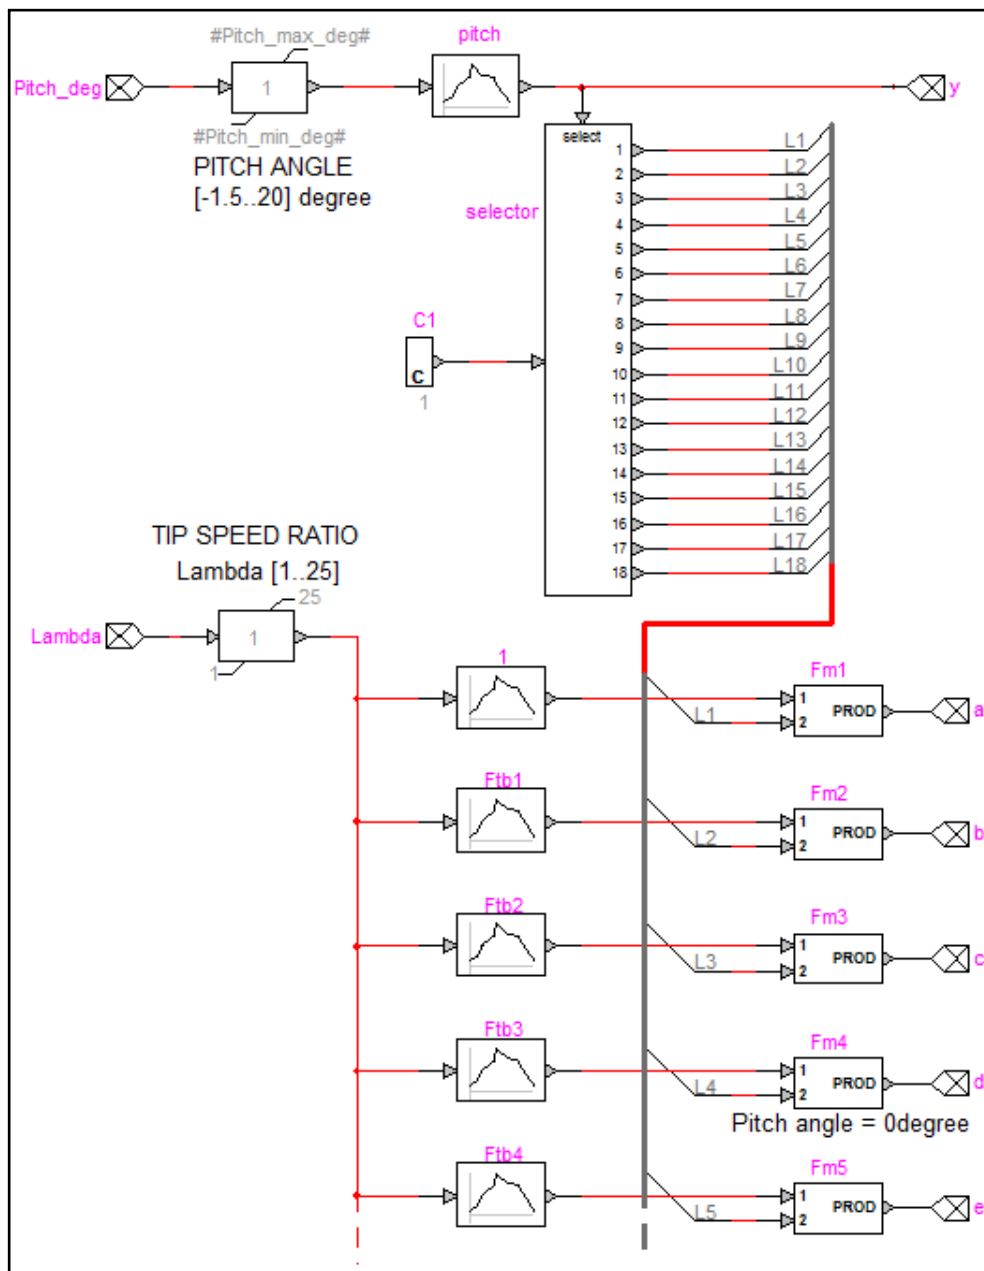 #Pitch_max_deg#
pitch
Pitch_deg
1
y
#Pitch_min_deg#
PITCH ANGLE
[-1.5..20] degree
select
selector
1
L1
2
L2
3
L3
4
L4
5
L5
6
L6
7
L7
8
L8
9
L9
10
L10
11
L11
12
L12
13
L13
14
L14
15
L15
16
L16
17
L17
18
L18
C1
C
1
TIP SPEED RATIO
Lambda [1..25]
25
Lambda
1
1
1
Fm1
1
PROD
2
L1
a
Ftb1
Fm2
1
PROD
2
L2
b
Ftb2
Fm3
1
PROD
2
L3
c
Ftb3
Fm4
1
PROD
2
L4
d
Pitch angle = 0degree
Ftb4
Fm5
1
PROD
2
L5
e